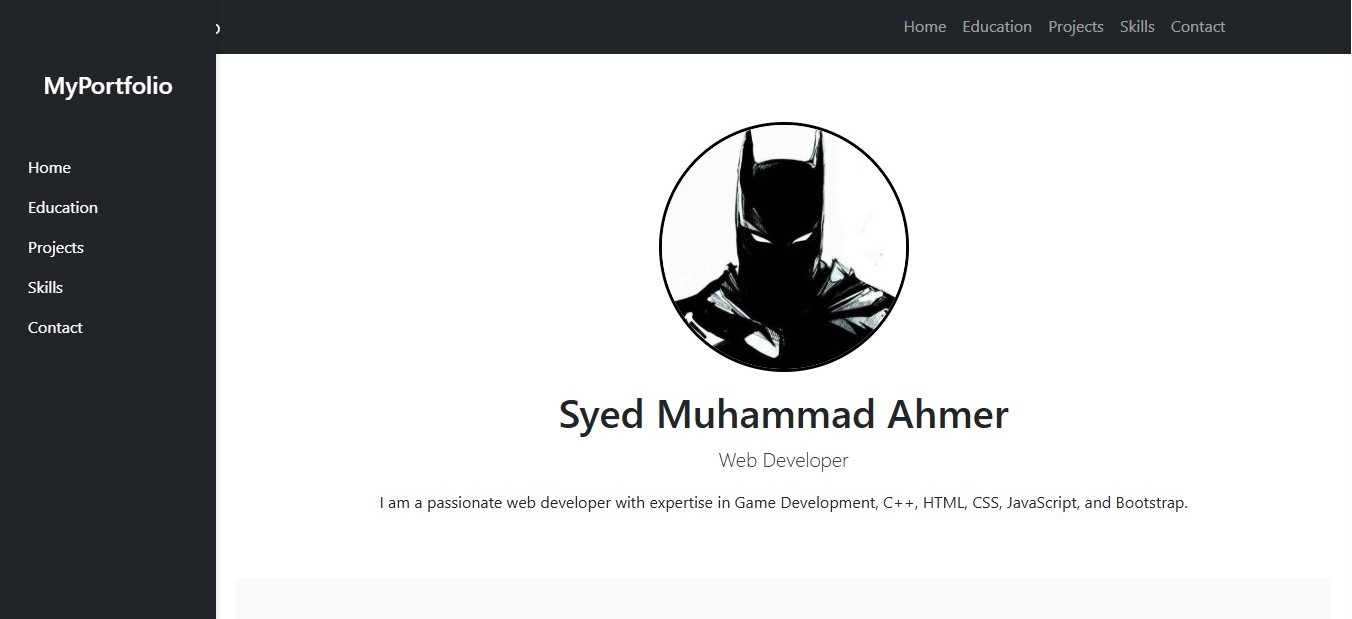 Home Education Projects Skills Contact
MyPortfolio
Home
Education
Projects
Skills
Contact
Syed Muhammad Ahmer
Web Developer
I am a passionate web developer with expertise in Game Development, C++, HTML, CSS, JavaScript, and Bootstrap.